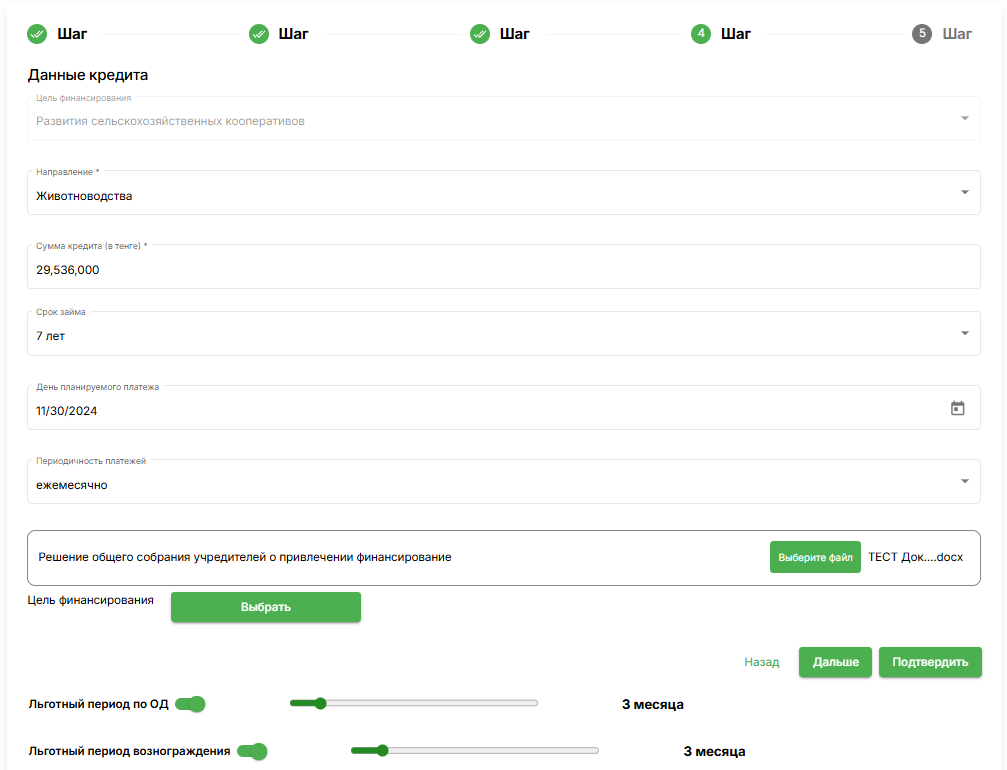 Шаг
Шаг
Шаг
4 Шаг
5 Шаг
Данные кредита
Цель финансирования
Развития сельскохозяйственных кооперативов
Направление *
Животноводства
Сумма кредита (в тенге) *
29,536,000
Срок займа
7 лет
День планируемого платежа
11/30/2024
Периодичность платежей
ежемесячно
Решение общего собрания учредителей о привлечении финансирование
Выберите файл
ТЕСТ Док....docx
Цель финансирования
Выбрать
Назад
Дальше
Подтвердить
Льготный период по ОД
3 месяца
Льготный период вознограждения
3 месяца